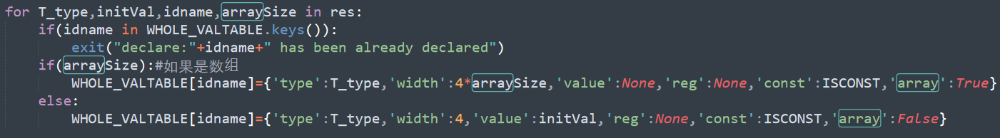 for T_type,initVal,idname,arraySize in res:
    if(idname in WHOLE_VALTABLE.keys()):
        exit("declare:"+idname+" has been already declared")
    if(arraySize):#如果是数组
        WHOLE_VALTABLE[idname]={'type':T_type,'width':4*arraySize,'value':None,'reg':None,'const':ISCONST,'array':True}
    else:
        WHOLE_VALTABLE[idname]={'type':T_type,'width':4,'value':initVal,'reg':None,'const':ISCONST,'array':False}